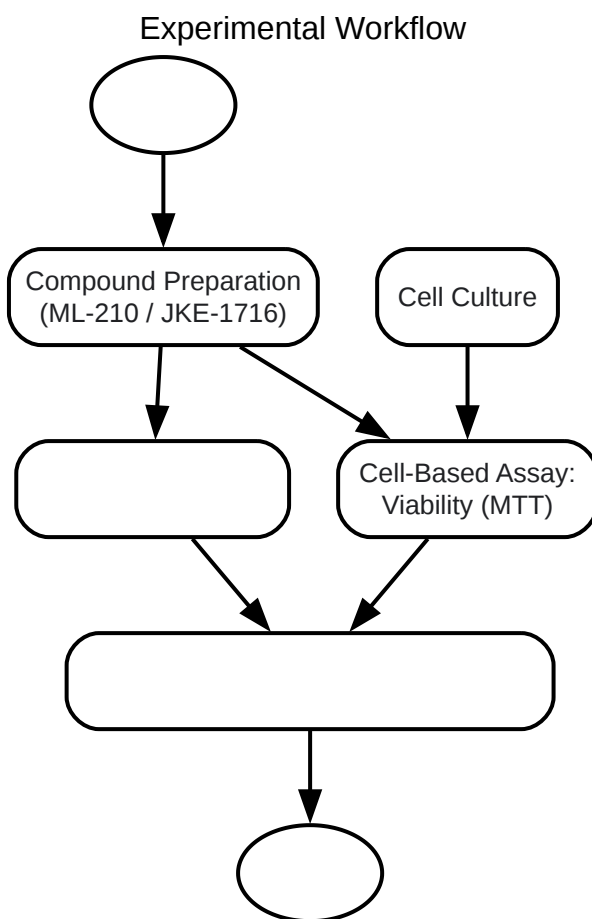 Experimental Workflow
Compound Preparation
(ML-210 / JKE-1716)
Cell Culture
Cell-Based Assay:
Viability (MTT)